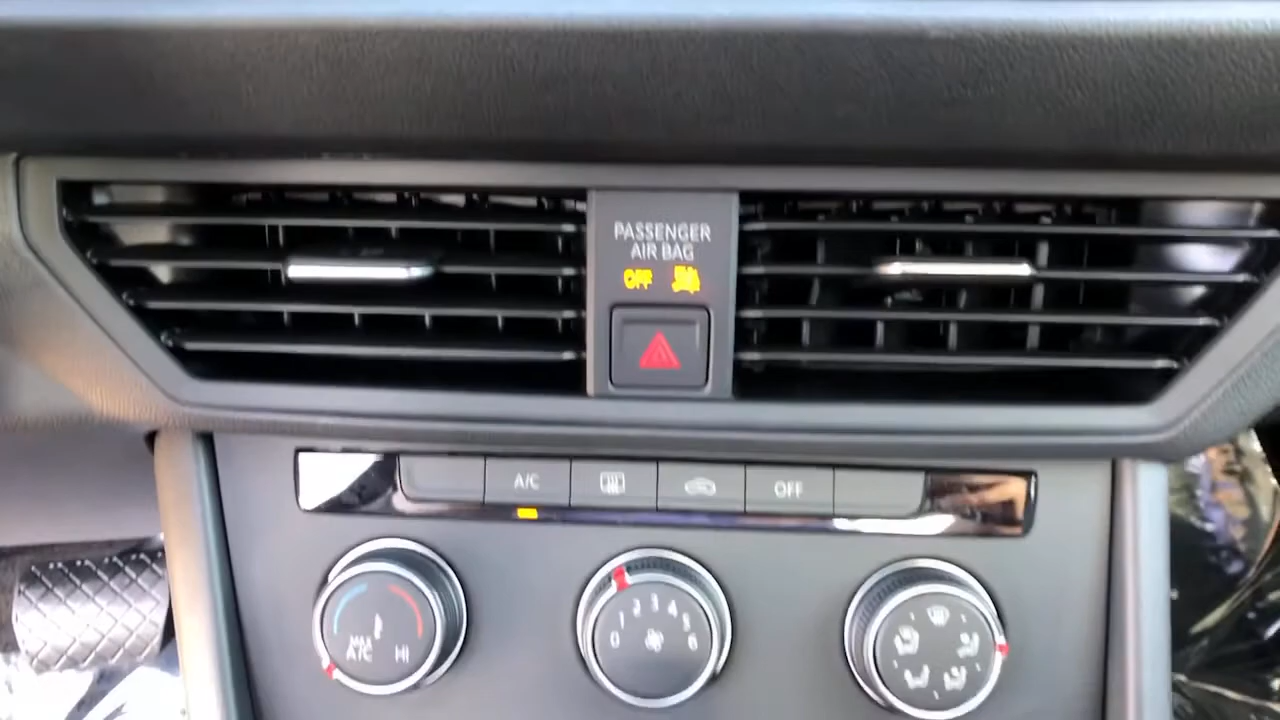 PASSENGER
AIR BAG
OFF
A/C
OFF
MAX
A/C HI
0 1 2 3 4 5 6